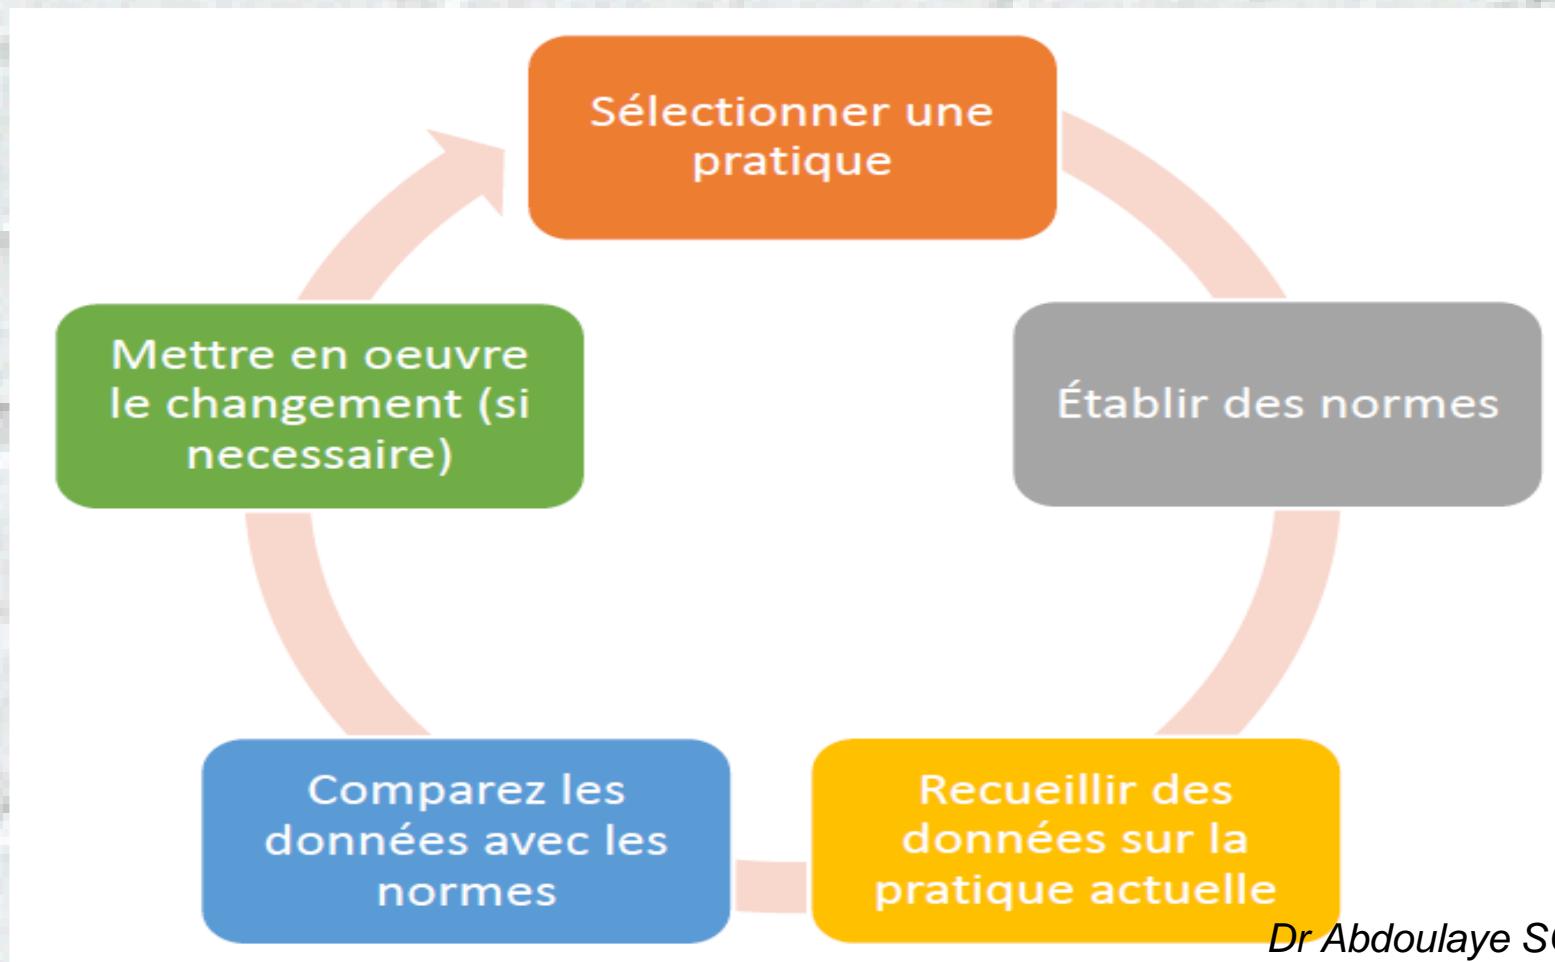 Sélectionner une
pratique
Établir des normes
Recueillir des
données sur la
pratique actuelle
Comparez les
données avec les
normes
Mettre en oeuvre
le changement (si
necessaire)
Dr Abdoulaye